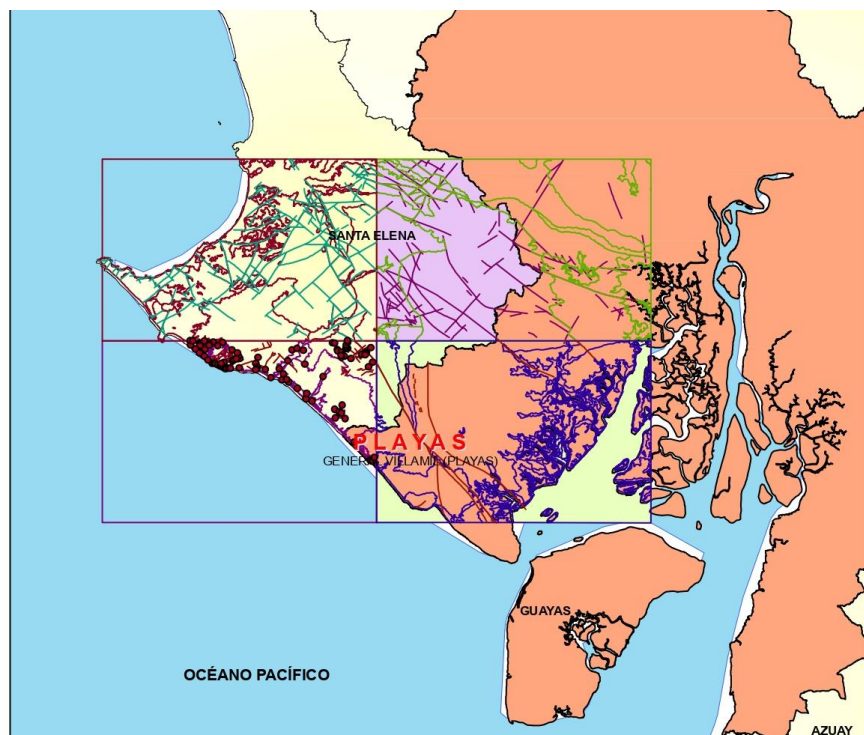 SANTA ELENA
PLAYAS
GENERAL VILLAMIL (PLAYAS)
GUAYAS
OCÉANO PACÍFICO
AZUAY